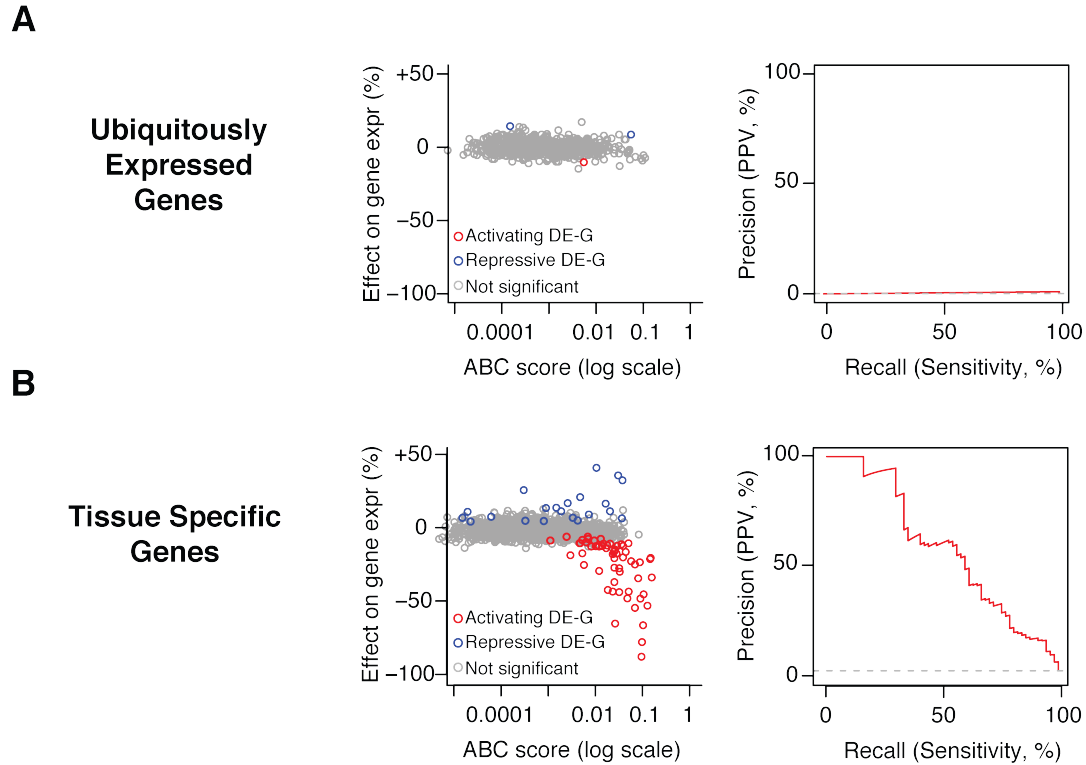 A
Ubiquitously
Expressed
Genes
Effect on gene expr (%)
+50
0
−50
−100
Activating DE-G
Repressive DE-G
Not significant
0.0001
0.01
0.1
1
ABC score (log scale)
Precision (PPV, %)
100
50
0
0
50
100
Recall (Sensitivity, %)
B
Tissue Specific
Genes
Effect on gene expr (%)
+50
0
−50
−100
Activating DE-G
Repressive DE-G
Not significant
0.0001
0.01
0.1
1
ABC score (log scale)
Precision (PPV, %)
100
50
0
0
50
100
Recall (Sensitivity, %)